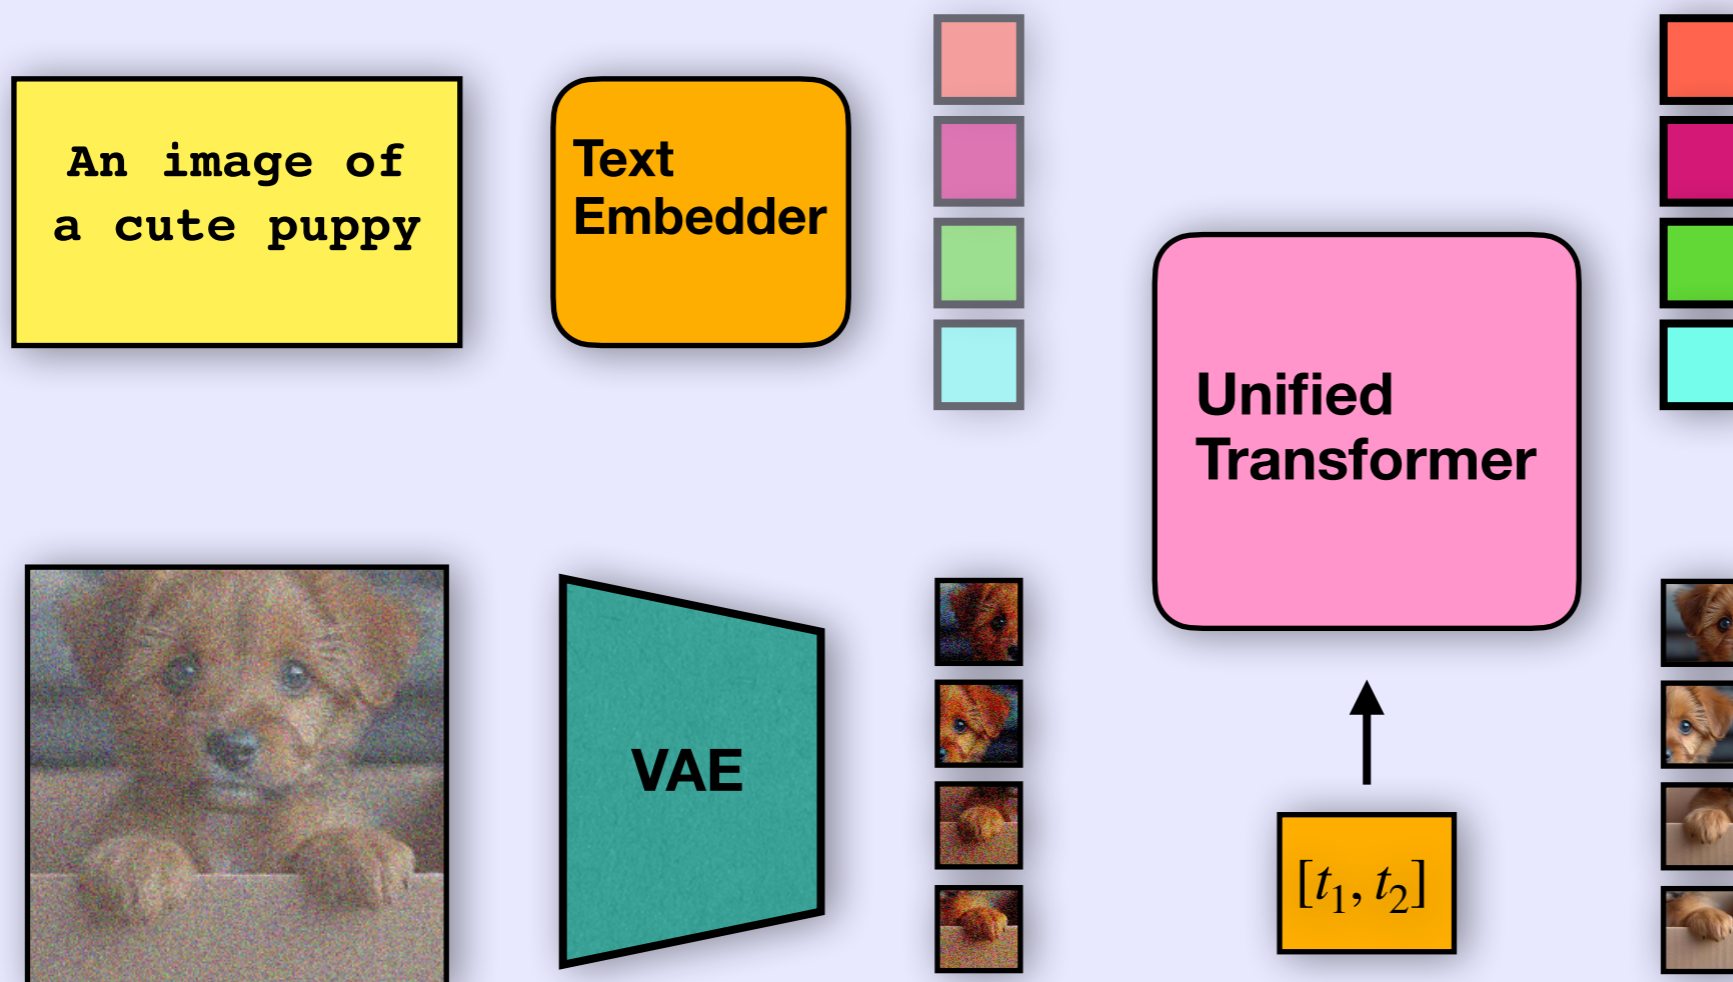 An image of
a cute puppy
Text
Embedder
Unified
Transformer
VAE
[t₁, t₂]